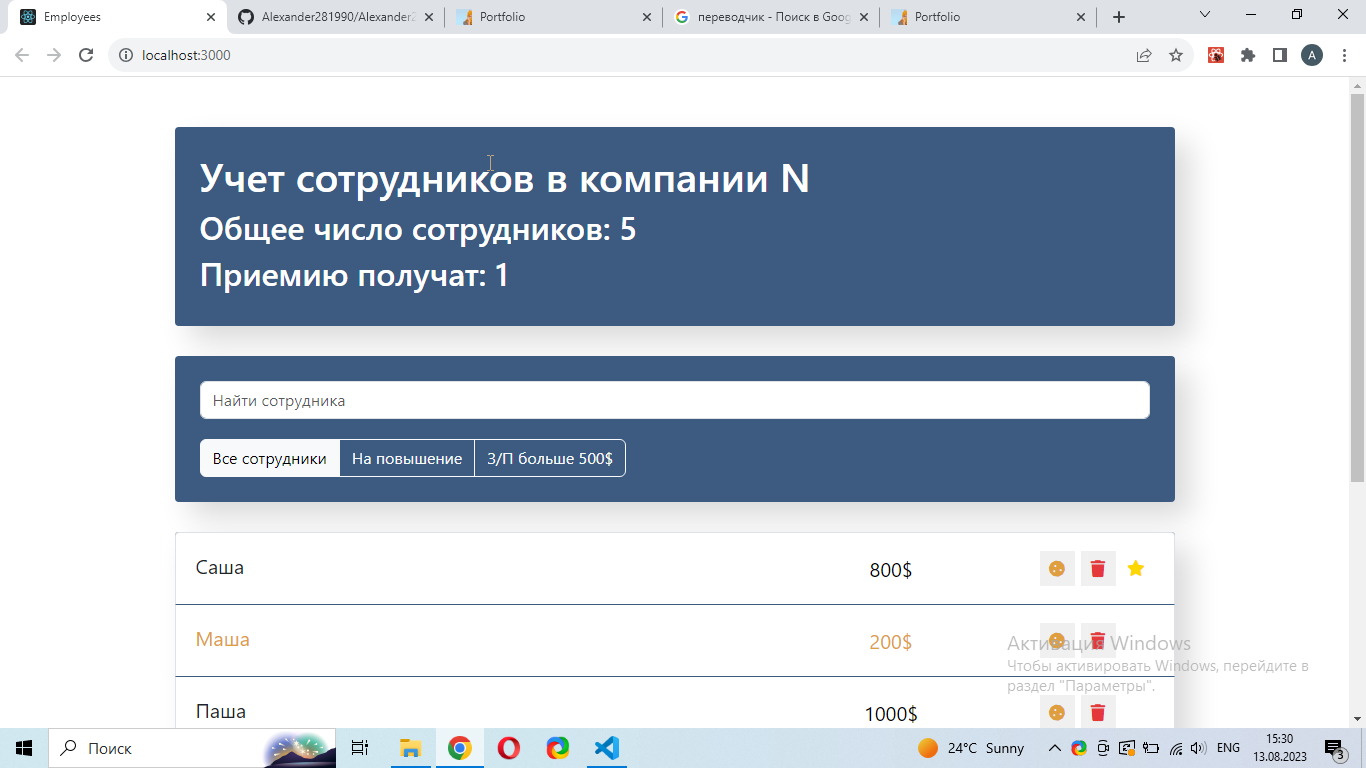 Employees
Alexander281990/Alexander2
Portfolio
переводчик - Поиск в Goog
Portfolio
localhost:3000
A
Учет сотрудников в компании N
Общее число сотрудников: 5
Приемию получат: 1
Найти сотрудника
Все сотрудники
На повышение
З/П больше 500$
Саша
800$
Маша
200$
Активация Windows
Чтобы активировать Windows, перейдите в
раздел "Параметры".
Паша
1000$
Поиск
24°C Sunny
ENG
15:30
13.08.2023
3